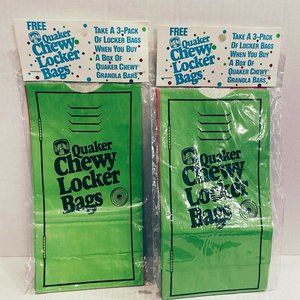 FREE
Quaker
Chewy
Locker
Bags
TAKE A 3-PACK
OF LOCKER BAGS
WHEN YOU BUY
A BOX OF
QUAKER CHEWY
GRANOLA BARS
Quaker
Chewy
Locker
Bags
FREE
Quaker
Chewy
Locker
Bags
TAKE A 3-PACK
OF LOCKER BAGS
WHEN YOU BUY
A BOX OF
QUAKER CHEWY
GRANOLA BARS
Quaker
Chewy
Locker
Bags